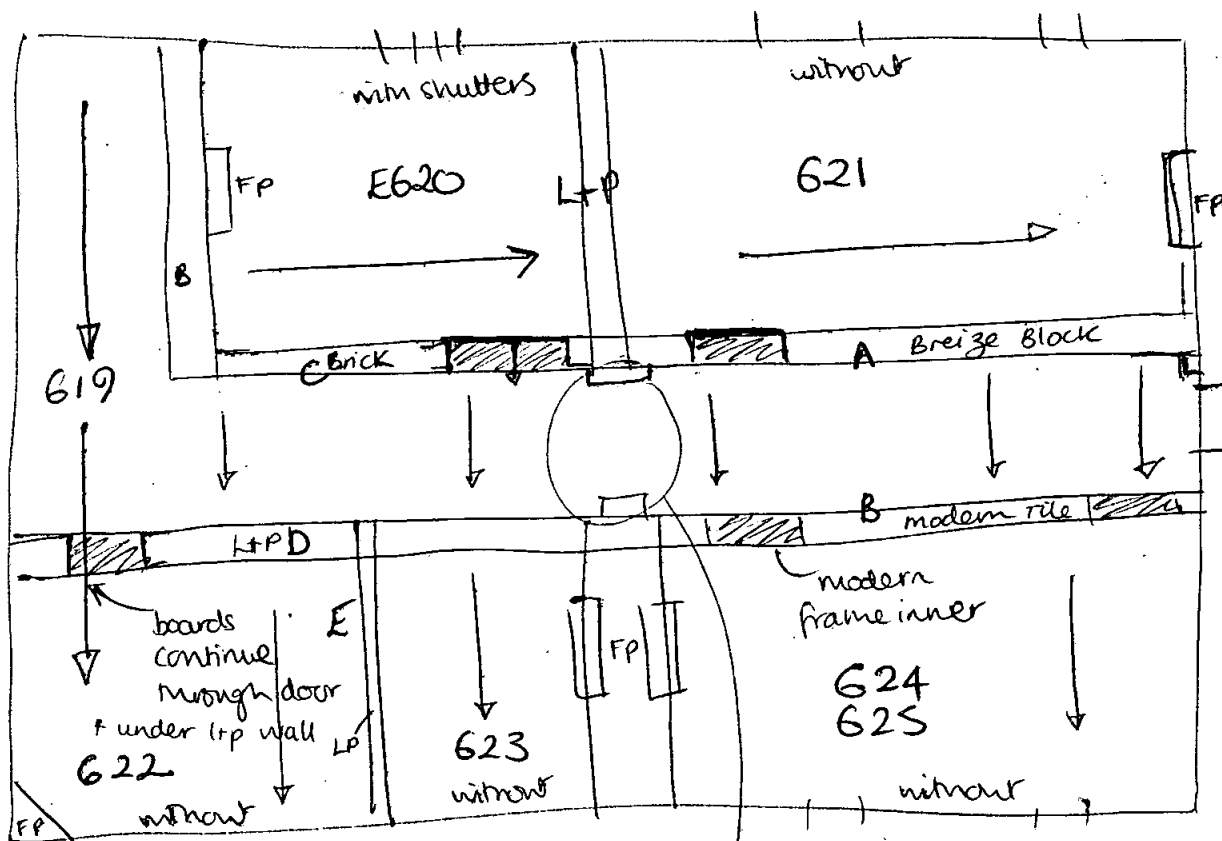 with shutters
without
FP
E620
L+P
621
FP
B
C Brick
A
Breize Block
619
L+P D
B
modern tile
boards
continue
through door
+ under l+p wall
E
LP
FP
modern
frame inner
622
623
624
625
FP
without
without
without